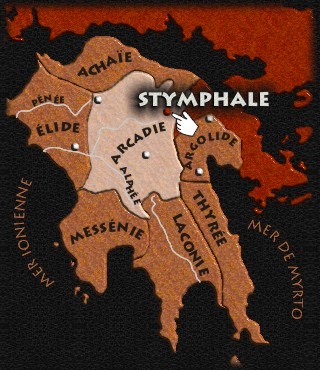 ACHAÏE
PÉNÉE
STYMPHALE
ÉLIDE
ARCADIE
ARGOLIDE
ALPHÉE
MESSÉNIE
THYRÉE
LACONIE
MER IONIENNE
MER DE MYRTO